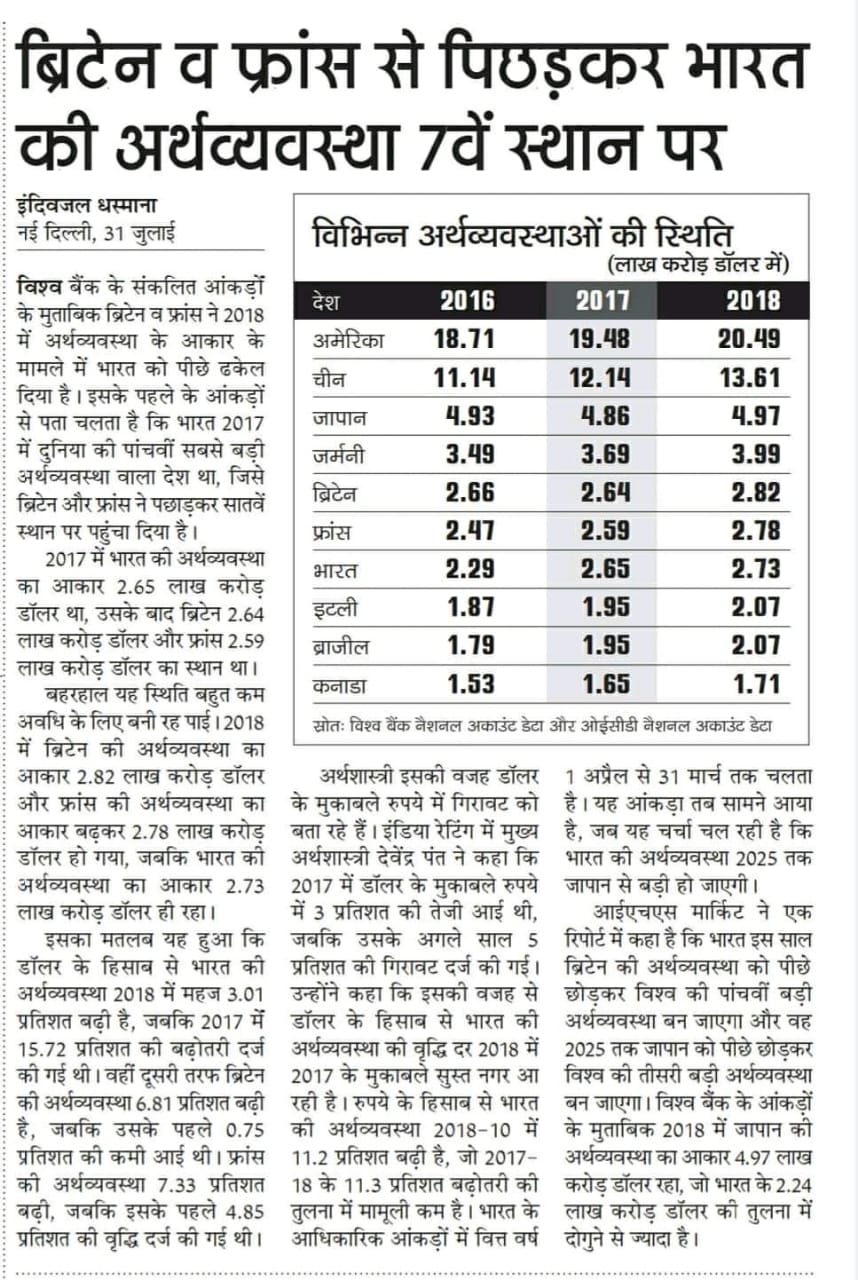 ब्रिटेन व फ्रांस से पिछड़कर भारत
की अर्थव्यवस्था 7वें स्थान पर
इंदिवजल धस्माना
नई दिल्ली, 31 जुलाई
विश्व बैंक के संकलित आंकड़ों
के मुताबिक ब्रिटेन व फ्रांस ने 2018
में अर्थव्यवस्था के आकार के
मामले में भारत को पीछे ढकेल
दिया है। इसके पहले के आंकड़ों
से पता चलता है कि भारत 2017
में दुनिया की पांचवीं सबसे बड़ी
अर्थव्यवस्था वाला देश था, जिसे
ब्रिटेन और फ्रांस ने पछाड़कर सातवें
स्थान पर पहुंचा दिया है।
2017 में भारत की अर्थव्यवस्था
का आकार 2.65 लाख करोड़
डॉलर था, उसके बाद ब्रिटेन 2.64
लाख करोड़ डॉलर और फ्रांस 2.59
लाख करोड़ डॉलर का स्थान था।
बहरहाल यह स्थिति बहुत कम
अवधि के लिए बनी रह पाई। 2018
में ब्रिटेन की अर्थव्यवस्था का
आकार 2.82 लाख करोड़ डॉलर
और फ्रांस की अर्थव्यवस्था का
आकार बढ़कर 2.78 लाख करोड़
डॉलर हो गया, जबकि भारत की
अर्थव्यवस्था का आकार 2.73
लाख करोड़ डॉलर ही रहा।
इसका मतलब यह हुआ कि
डॉलर के हिसाब से भारत की
अर्थव्यवस्था 2018 में महज 3.01
प्रतिशत बढ़ी है, जबकि 2017 में
15.72 प्रतिशत की बढ़ोतरी दर्ज
की गई थी। वहीं दूसरी तरफ ब्रिटेन
की अर्थव्यवस्था 6.81 प्रतिशत बढ़ी
है, जबकि उसके पहले 0.75
प्रतिशत की कमी आई थी। फ्रांस
की अर्थव्यवस्था 7.33 प्रतिशत
बढ़ी, जबकि इसके पहले 4.85
प्रतिशत की वृद्धि दर्ज की गई थी।
विभिन्न अर्थव्यवस्थाओं की स्थिति
(लाख करोड़ डॉलर में)
देश 2016 2017 2018
अमेरिका 18.71 19.48 20.49
चीन 11.14 12.14 13.61
जापान 4.93 4.86 4.97
जर्मनी 3.49 3.69 3.99
ब्रिटेन 2.66 2.64 2.82
फ्रांस 2.47 2.59 2.78
भारत 2.29 2.65 2.73
इटली 1.87 1.95 2.07
ब्राजील 1.79 1.95 2.07
कनाडा 1.53 1.65 1.71
स्रोतः विश्व बैंक नैशनल अकाउंट डेटा और ओईसीडी नैशनल अकाउंट डेटा
अर्थशास्त्री इसकी वजह डॉलर
के मुकाबले रुपये में गिरावट को
बता रहे हैं। इंडिया रेटिंग में मुख्य
अर्थशास्त्री देवेंद्र पंत ने कहा कि
2017 में डॉलर के मुकाबले रुपये
में 3 प्रतिशत की तेजी आई थी,
जबकि उसके अगले साल 5
प्रतिशत की गिरावट दर्ज की गई।
उन्होंने कहा कि इसकी वजह से
डॉलर के हिसाब से भारत की
अर्थव्यवस्था की वृद्धि दर 2018 में
2017 के मुकाबले सुस्त नगर आ
रही है। रुपये के हिसाब से भारत
की अर्थव्यवस्था 2018-10 में
11.2 प्रतिशत बढ़ी है, जो 2017-
18 के 11.3 प्रतिशत बढ़ोतरी की
तुलना में मामूली कम है। भारत के
आधिकारिक आंकड़ों में वित्त वर्ष
1 अप्रैल से 31 मार्च तक चलता
है। यह आंकड़ा तब सामने आया
है, जब यह चर्चा चल रही है कि
भारत की अर्थव्यवस्था 2025 तक
जापान से बड़ी हो जाएगी।
आईएचएस मार्किट ने एक
रिपोर्ट में कहा है कि भारत इस साल
ब्रिटेन की अर्थव्यवस्था को पीछे
छोड़कर विश्व की पांचवीं बड़ी
अर्थव्यवस्था बन जाएगा और वह
2025 तक जापान को पीछे छोड़कर
विश्व की तीसरी बड़ी अर्थव्यवस्था
बन जाएगा। विश्व बैंक के आंकड़ों
के मुताबिक 2018 में जापान की
अर्थव्यवस्था का आकार 4.97 लाख
करोड़ डॉलर रहा, जो भारत के 2.24
लाख करोड़ डॉलर की तुलना में
दोगुने से ज्यादा है।